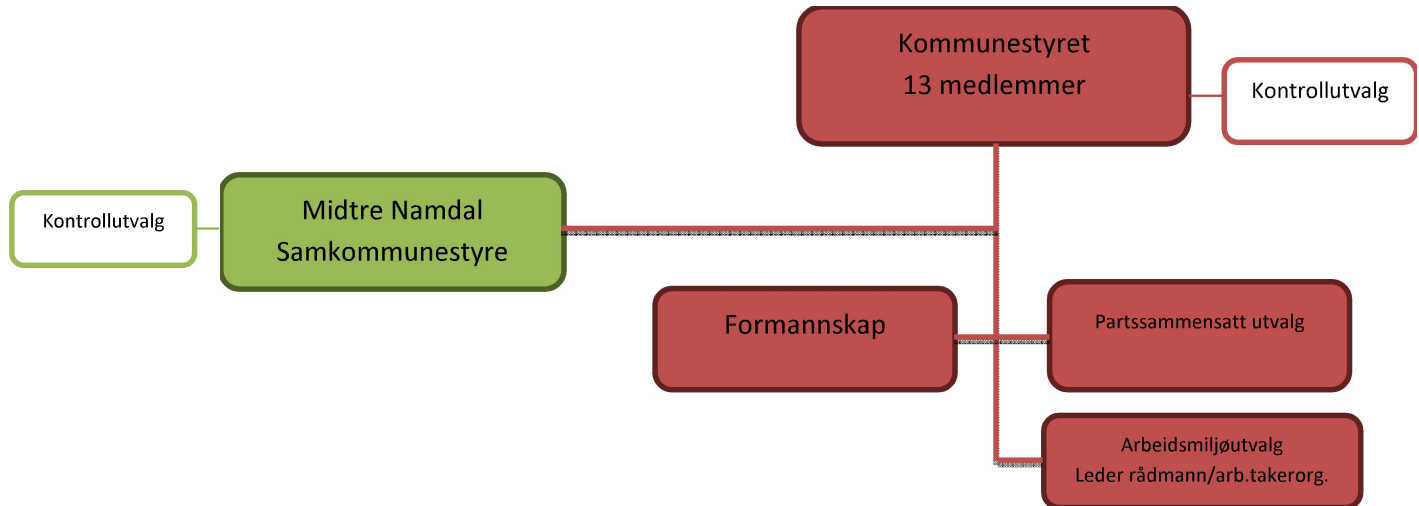 Kommunestyret
13 medlemmer
Kontrollutvalg
Kontrollutvalg
Midtre Namdal
Samkommunestyre
Formannskap
Partssammensatt utvalg
Arbeidsmiljøutvalg
Leder rådmann/arb.takerorg.